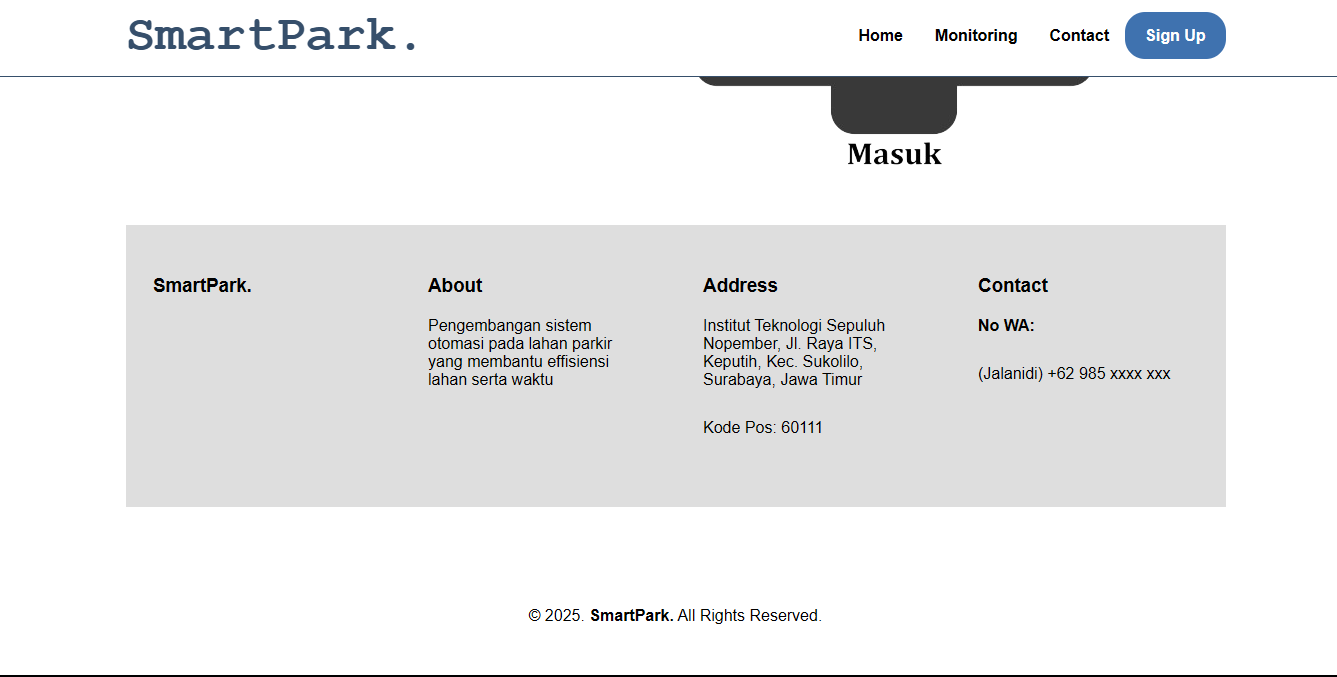 SmartPark.
Home
Monitoring
Contact
Sign Up
Masuk
SmartPark.
About
Pengembangan sistem
otomasi pada lahan parkir
yang membantu effisiensi
lahan serta waktu
Address
Institut Teknologi Sepuluh
Nopember, Jl. Raya ITS,
Keputih, Kec. Sukolilo,
Surabaya, Jawa Timur
Kode Pos: 60111
Contact
No WA:
(Jalanidi) +62 985 xxxx xxx
© 2025. SmartPark. All Rights Reserved.